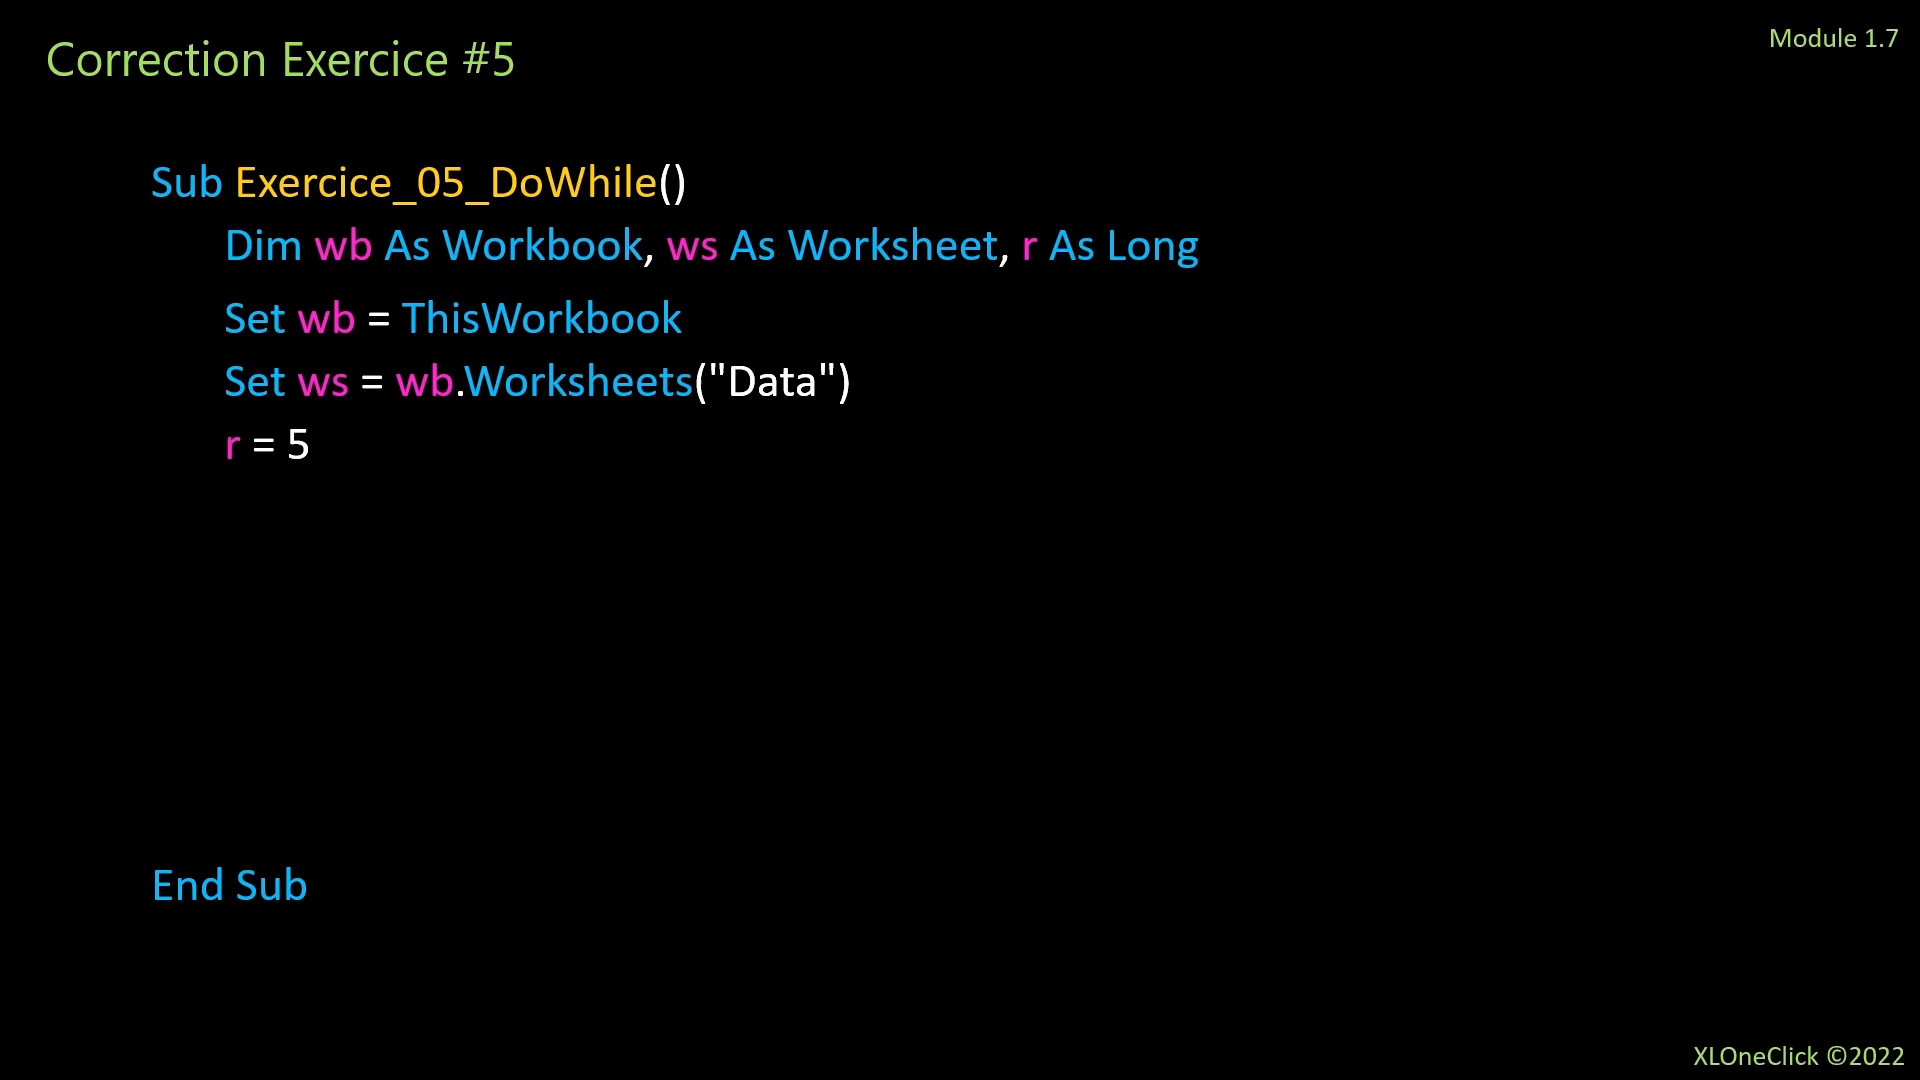 Correction Exercice #5
Module 1.7
Sub Exercice_05_DoWhile()
Dim wb As Workbook, ws As Worksheet, r As Long
Set wb = ThisWorkbook
Set ws = wb.Worksheets("Data")
r = 5
End Sub
XLOneClick ©2022